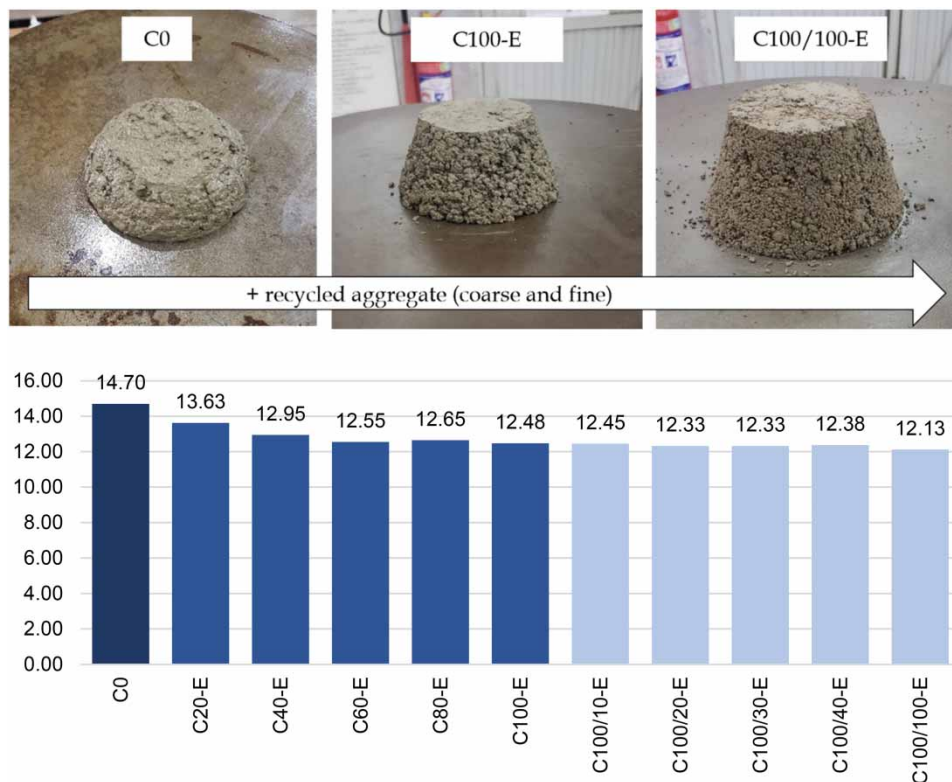 C0
C100-E
C100/100-E
+ recycled aggregate (coarse and fine)
16.00
14.00
12.00
10.00
8.00
6.00
4.00
2.00
0.00
14.70
13.63
12.95
12.55
12.65
12.48
12.45
12.33
12.33
12.38
12.13
C0
C20-E
C40-E
C60-E
C80-E
C100-E
C100/10-E
C100/20-E
C100/30-E
C100/40-E
C100/100-E